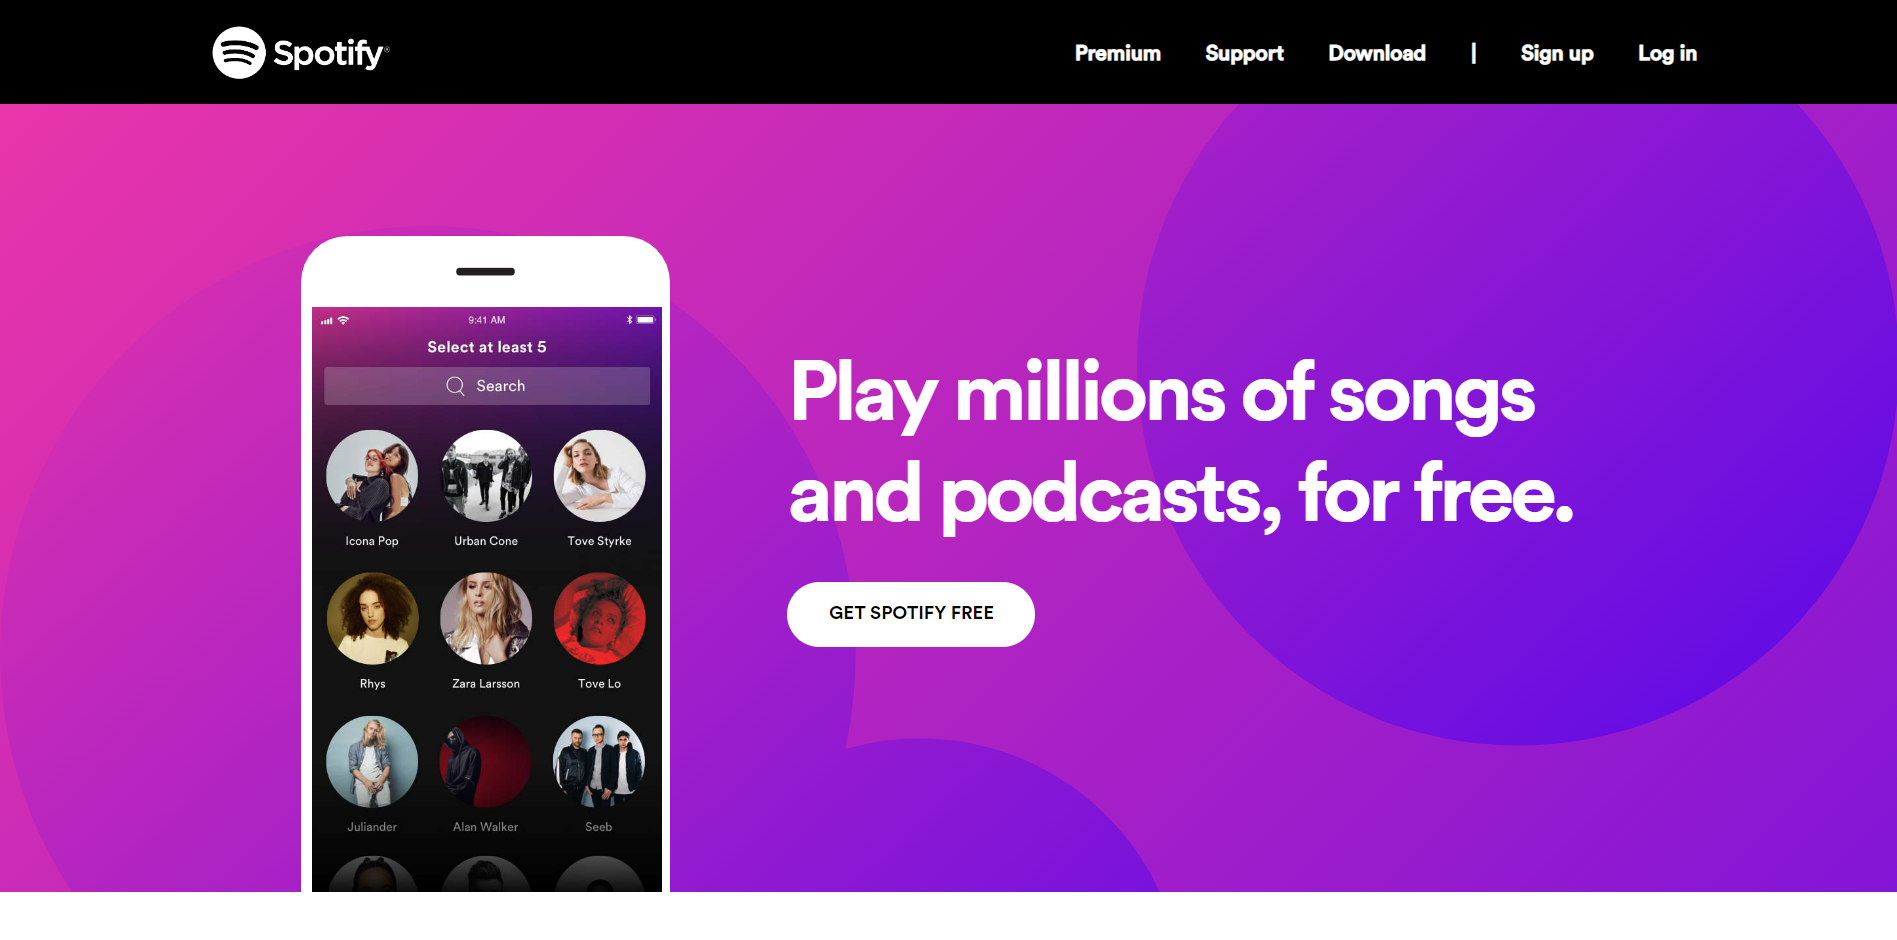 Spotify®
Premium Support Download | Sign up Log in
9:41 AM
Select at least 5
Search
Icona Pop Urban Cone Tove Styrke
Rhys Zara Larsson Tove Lo
Juliander Alan Walker Seeb
Play millions of songs
and podcasts, for free.
GET SPOTIFY FREE